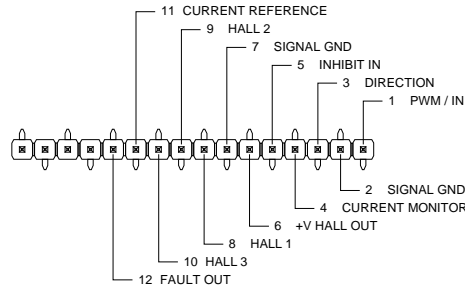 11 CURRENT REFERENCE
9 HALL 2
7 SIGNAL GND
5 INHIBIT IN
3 DIRECTION
1 PWM / IN
2 SIGNAL GND
4 CURRENT MONITOR
6 +V HALL OUT
8 HALL 1
10 HALL 3
12 FAULT OUT